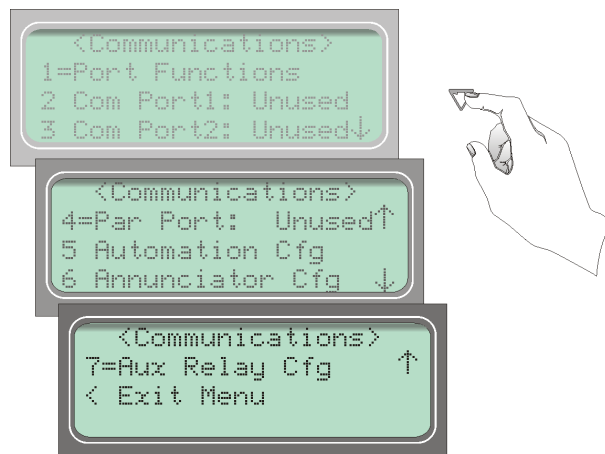 <Communications>
1=Port Functions
2 Com Port1: Unused
3 Com Port2: Unused↓
<Communications>
4=Par Port: Unused↑
5 Automation Cfg
6 Annunciator Cfg ↓
<Communications>
7=Aux Relay Cfg ↑
< Exit Menu